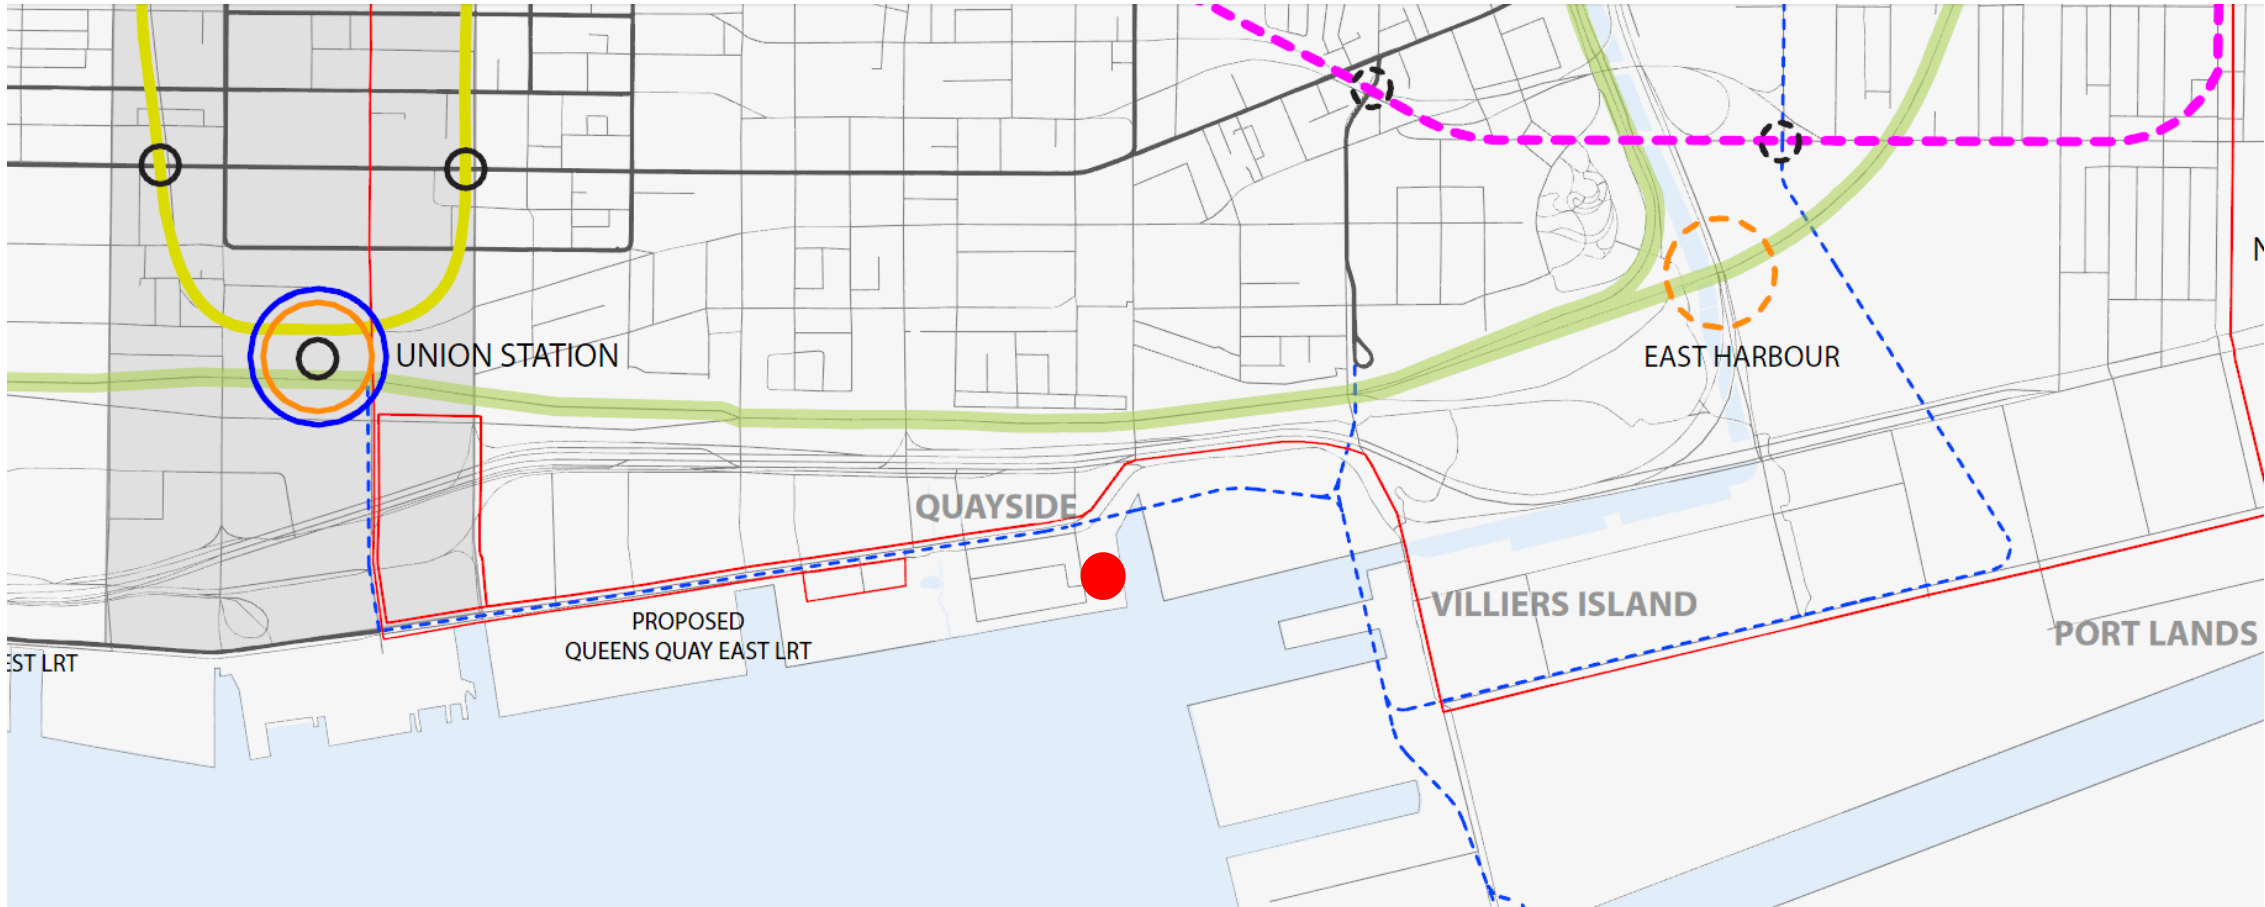 UNION STATION
EAST HARBOUR
QUAYSIDE
VILLIERS ISLAND
PROPOSED
QUEENS QUAY EAST LRT
PORT LANDS
EST LRT
N